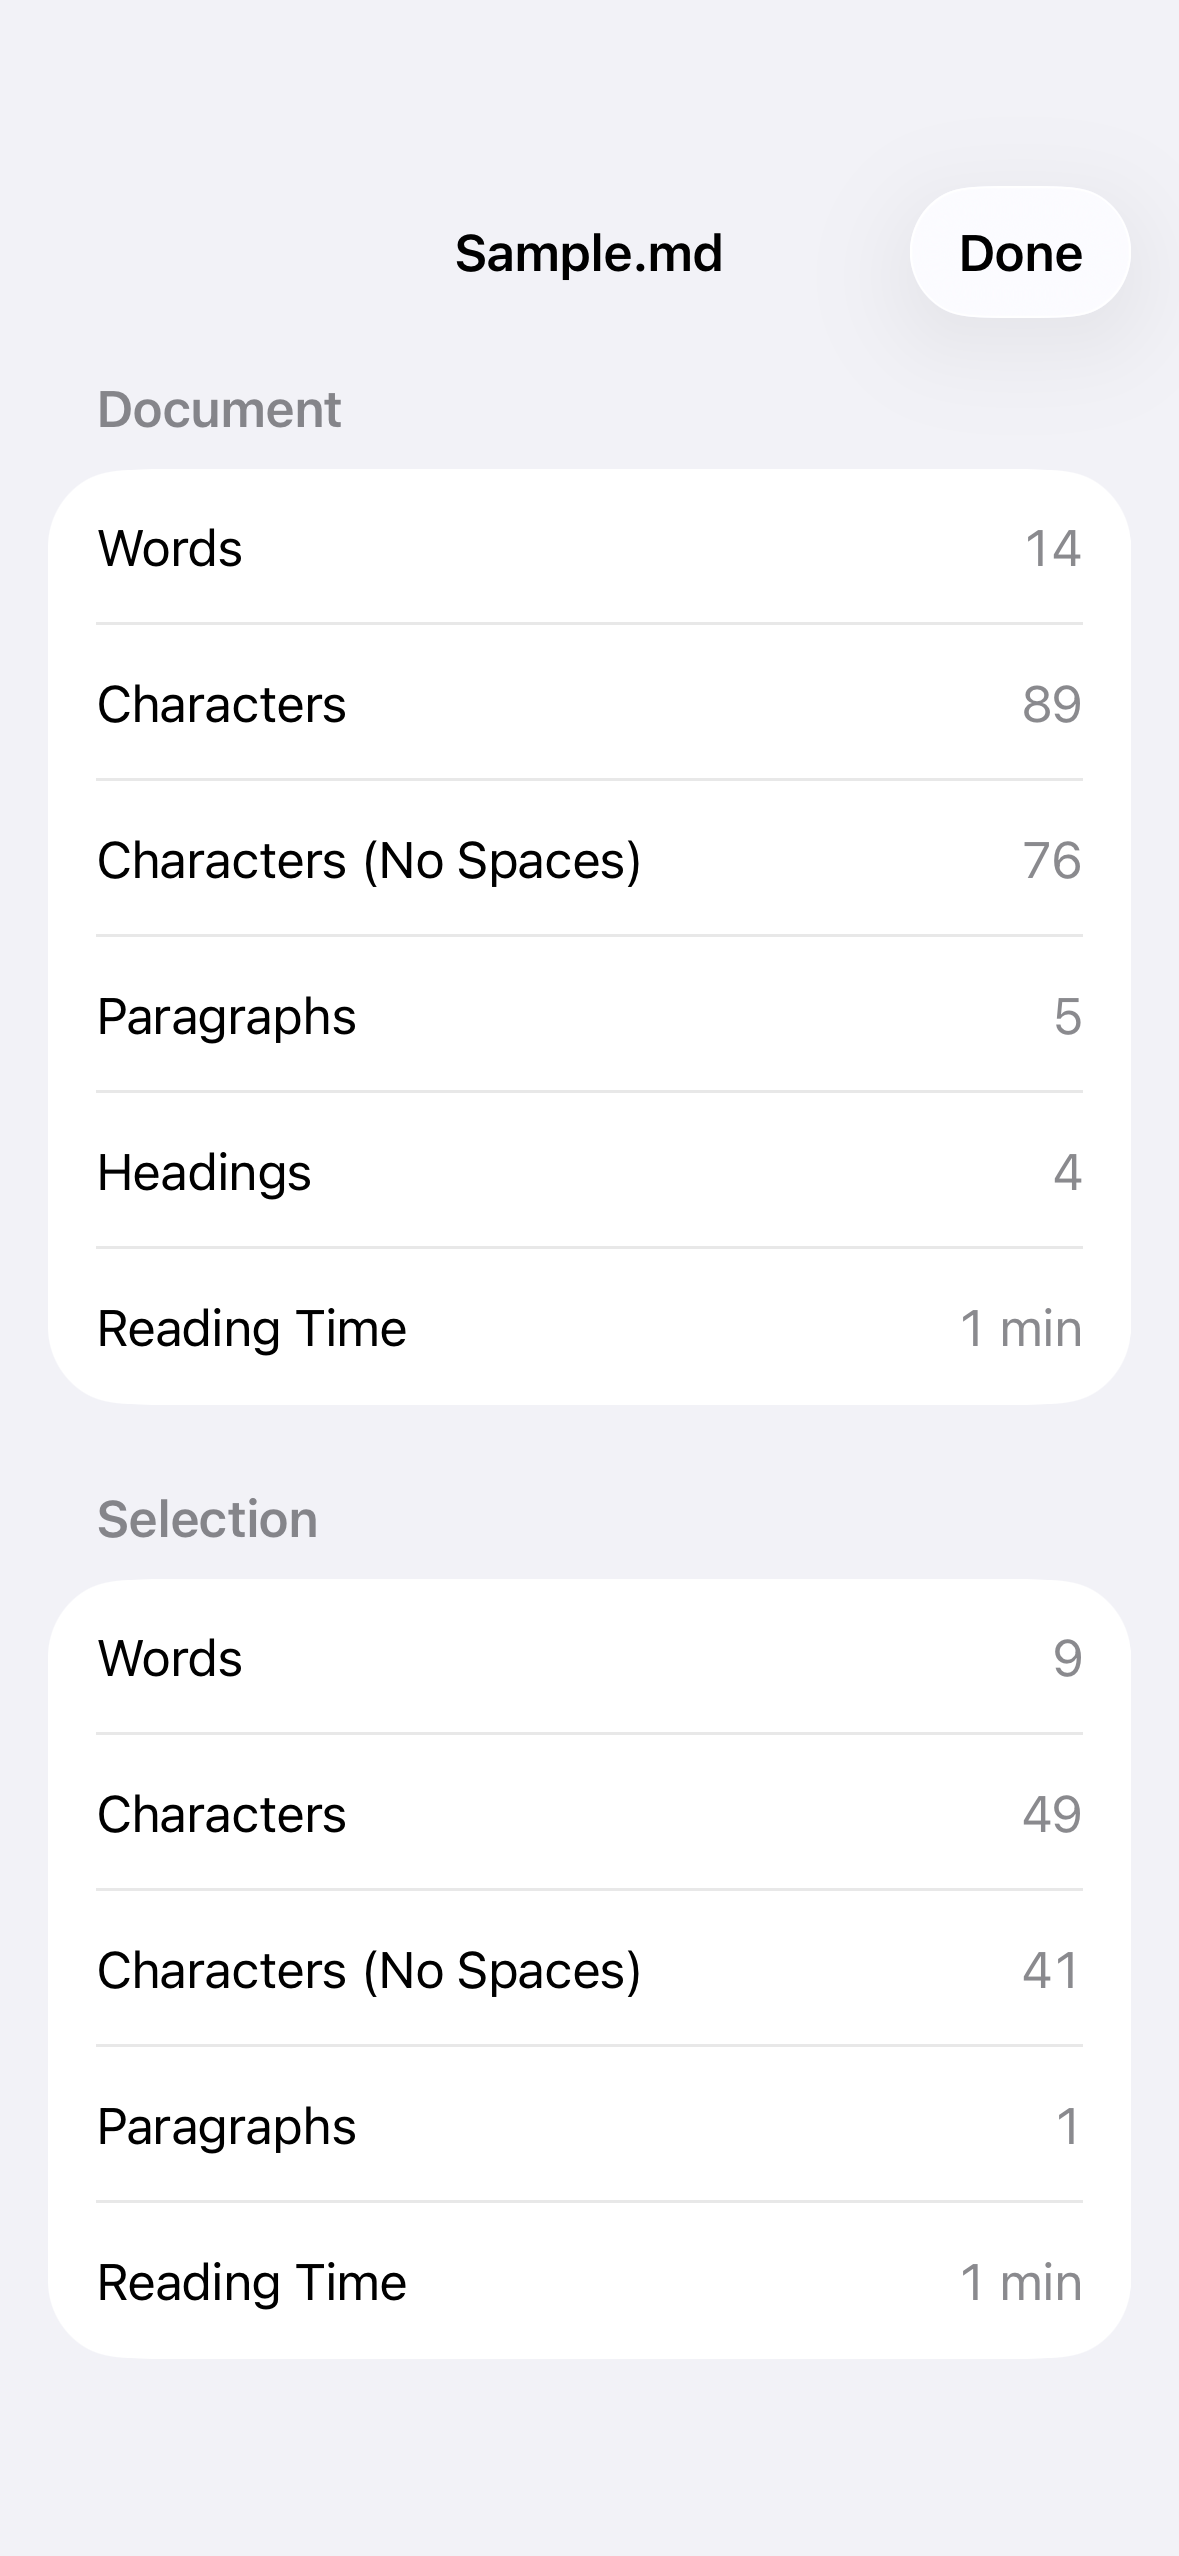 Sample.md
Done
Document
Words 14
Characters 89
Characters (No Spaces) 76
Paragraphs 5
Headings 4
Reading Time 1 min
Selection
Words 9
Characters 49
Characters (No Spaces) 41
Paragraphs 1
Reading Time 1 min